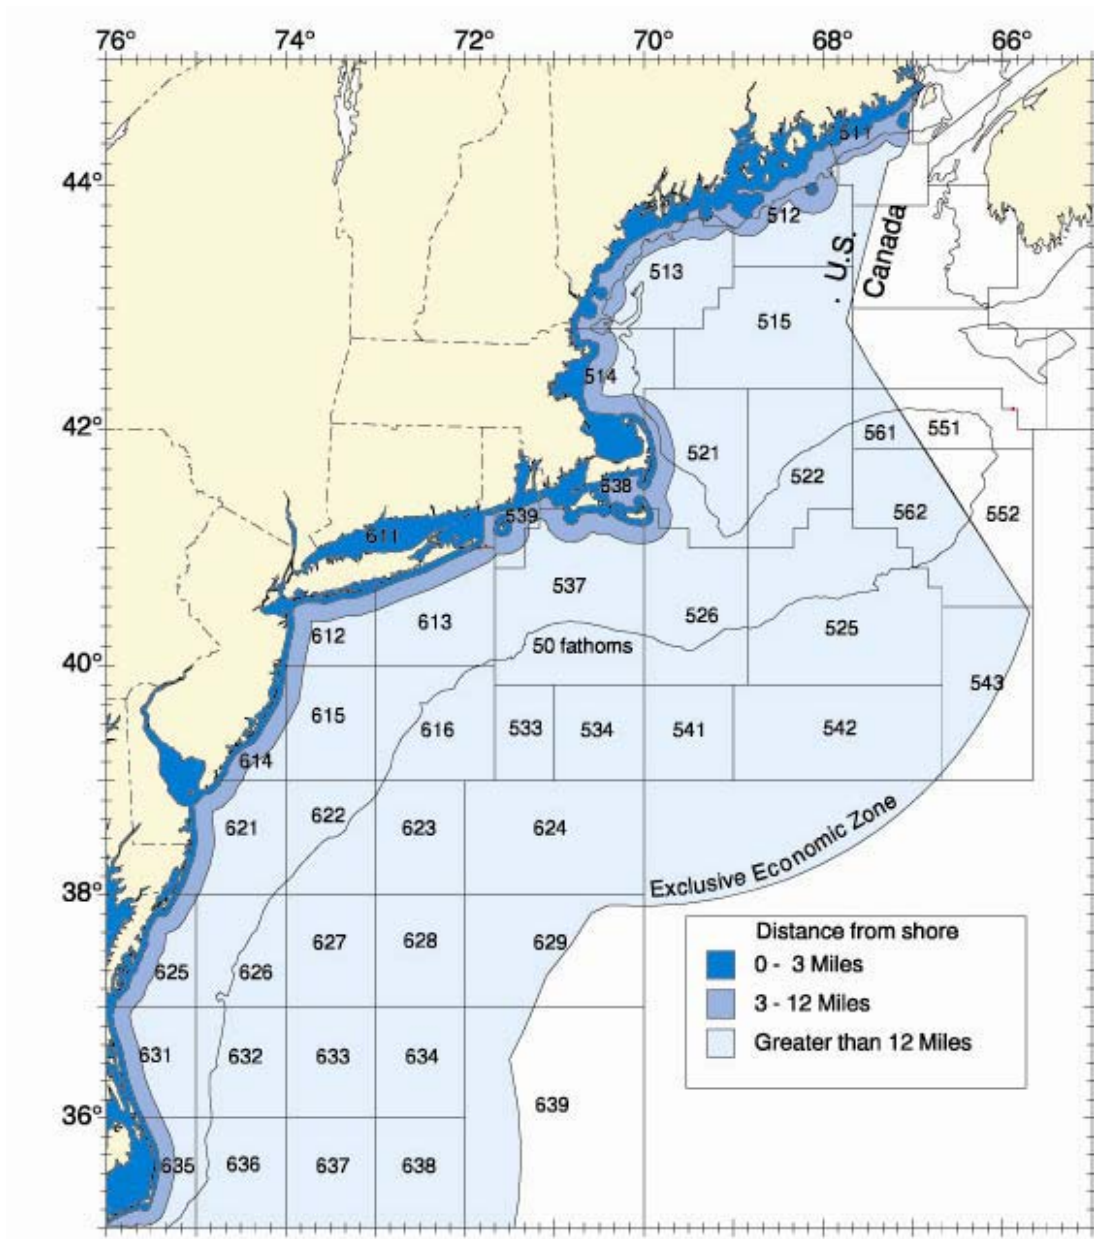 76° 74° 72° 70° 68° 66°
511
44°
512
U.S.
Canada
513
515
514
42°
561 551
521
522
538
562 552
539
611
537
526
613
612
525
50 fathoms
40°
543
615
616 533 534 541 542
614
622
621 623 624
Exclusive Economic Zone
38°
Distance from shore
627 628 629
0 - 3 Miles
625 626
3 - 12 Miles
Greater than 12 Miles
631 632 633 634
639
36°
635 636 637 638